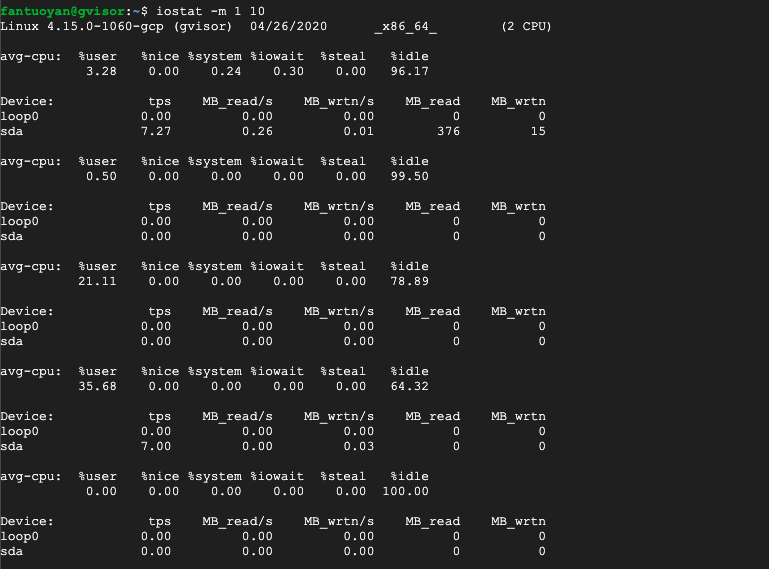 fantuoyan@gvisor:~$ iostat -m 1 10
Linux 4.15.0-1060-gcp (gvisor)  04/26/2020      _x86_64_        (2 CPU)
avg-cpu:  %user   %nice %system %iowait  %steal   %idle
           3.28    0.00    0.24    0.30    0.00   96.17
Device:            tps    MB_read/s    MB_wrtn/s    MB_read    MB_wrtn
loop0             0.00         0.00         0.00          0          0
sda               7.27         0.26         0.01        376         15
avg-cpu:  %user   %nice %system %iowait  %steal   %idle
           0.50    0.00    0.00    0.00    0.00   99.50
Device:            tps    MB_read/s    MB_wrtn/s    MB_read    MB_wrtn
loop0             0.00         0.00         0.00          0          0
sda               0.00         0.00         0.00          0          0
avg-cpu:  %user   %nice %system %iowait  %steal   %idle
          21.11    0.00    0.00    0.00    0.00   78.89
Device:            tps    MB_read/s    MB_wrtn/s    MB_read    MB_wrtn
loop0             0.00         0.00         0.00          0          0
sda               0.00         0.00         0.00          0          0
avg-cpu:  %user   %nice %system %iowait  %steal   %idle
          35.68    0.00    0.00    0.00    0.00   64.32
Device:            tps    MB_read/s    MB_wrtn/s    MB_read    MB_wrtn
loop0             0.00         0.00         0.00          0          0
sda               7.00         0.00         0.03          0          0
avg-cpu:  %user   %nice %system %iowait  %steal   %idle
           0.00    0.00    0.00    0.00    0.00  100.00
Device:            tps    MB_read/s    MB_wrtn/s    MB_read    MB_wrtn
loop0             0.00         0.00         0.00          0          0
sda               0.00         0.00         0.00          0          0